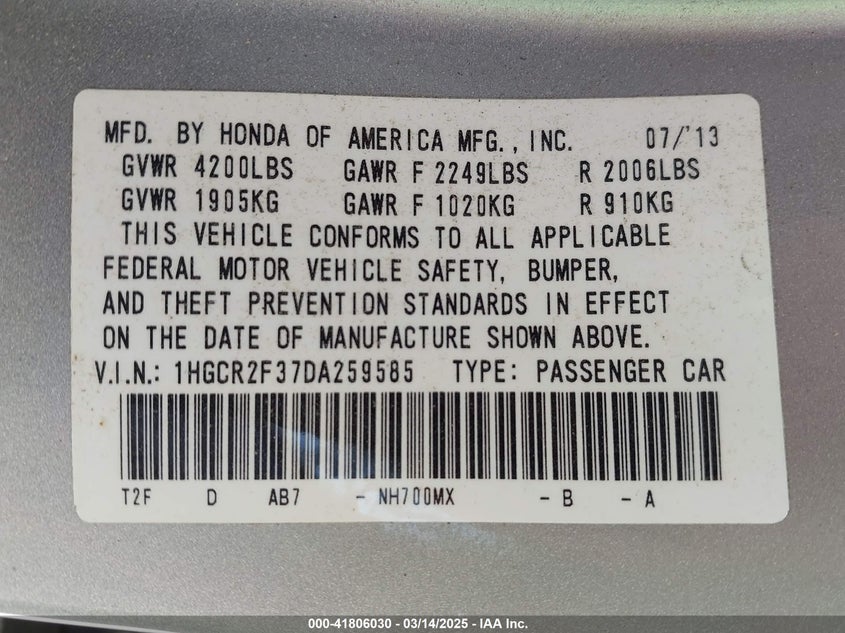 MFD. BY HONDA OF AMERICA MFG., INC. 07/'13
GVWR 4200LBS GAWR F 2249LBS R 2006LBS
GVWR 1905KG GAWR F 1020KG R 910KG
THIS VEHICLE CONFORMS TO ALL APPLICABLE
FEDERAL MOTOR VEHICLE SAFETY, BUMPER,
AND THEFT PREVENTION STANDARDS IN EFFECT
ON THE DATE OF MANUFACTURE SHOWN ABOVE.
V.I.N.: 1HGCR2F37DA259585 TYPE: PASSENGER CAR
T2F D AB7 - NH700MX - B - A
000-41806030 - 03/14/2025 - IAA Inc.